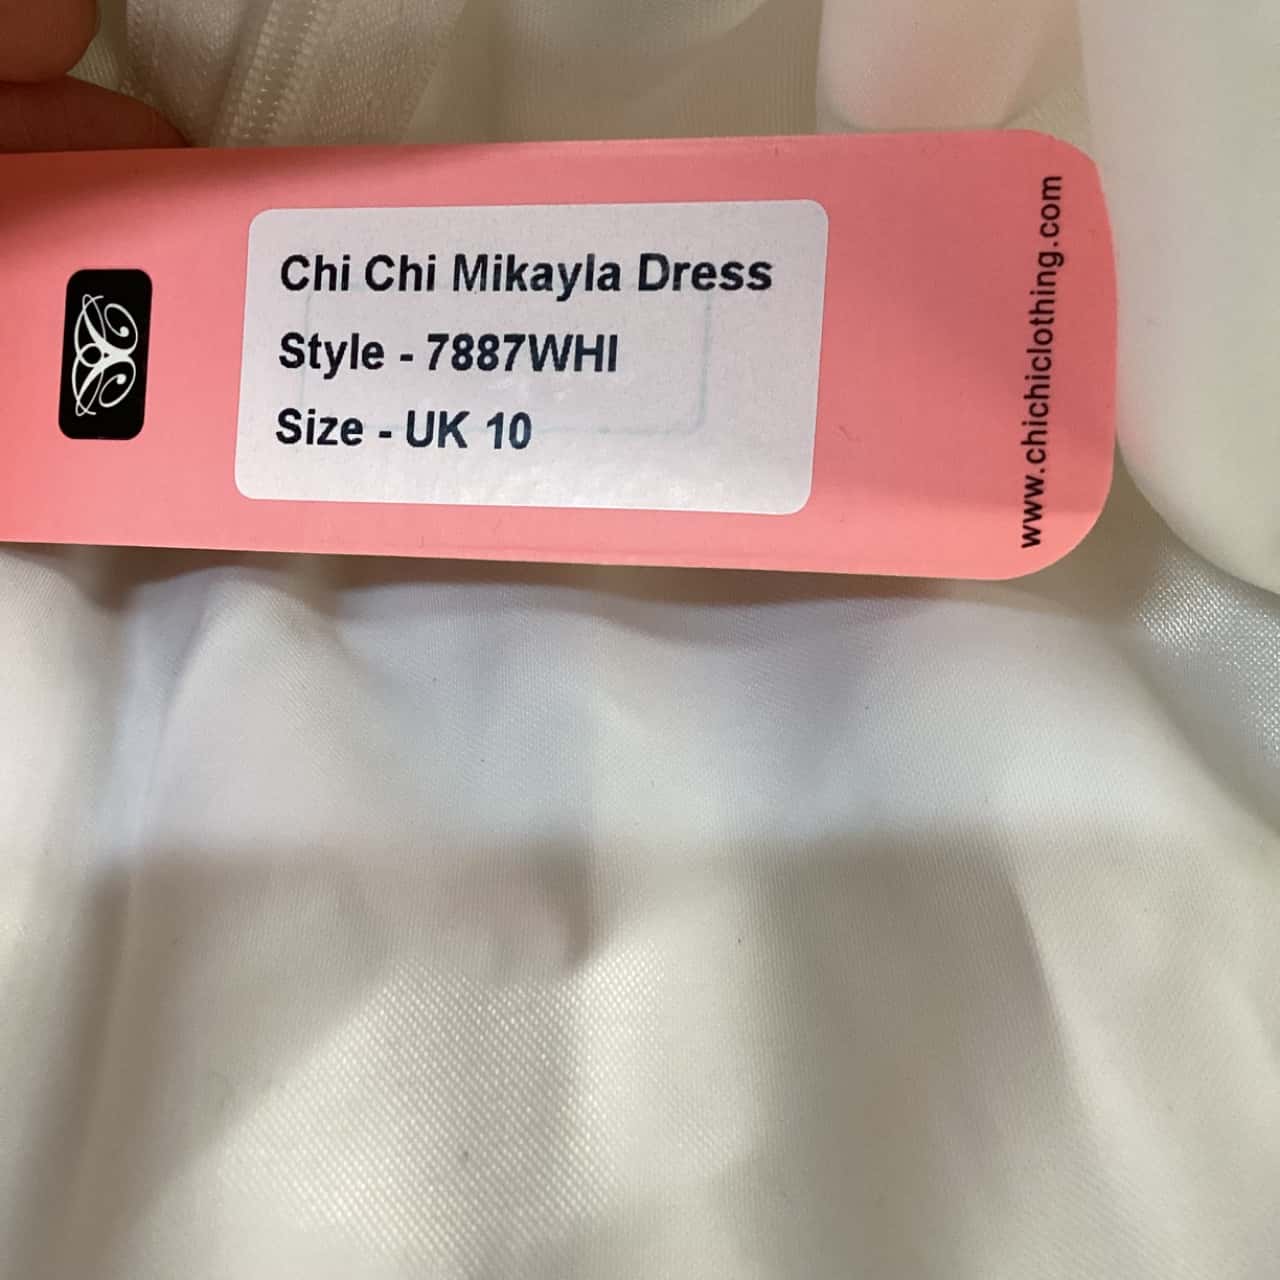 Chi Chi Mikayla Dress
Style - 7887WHI
Size - UK 10
www.chichiclothing.com